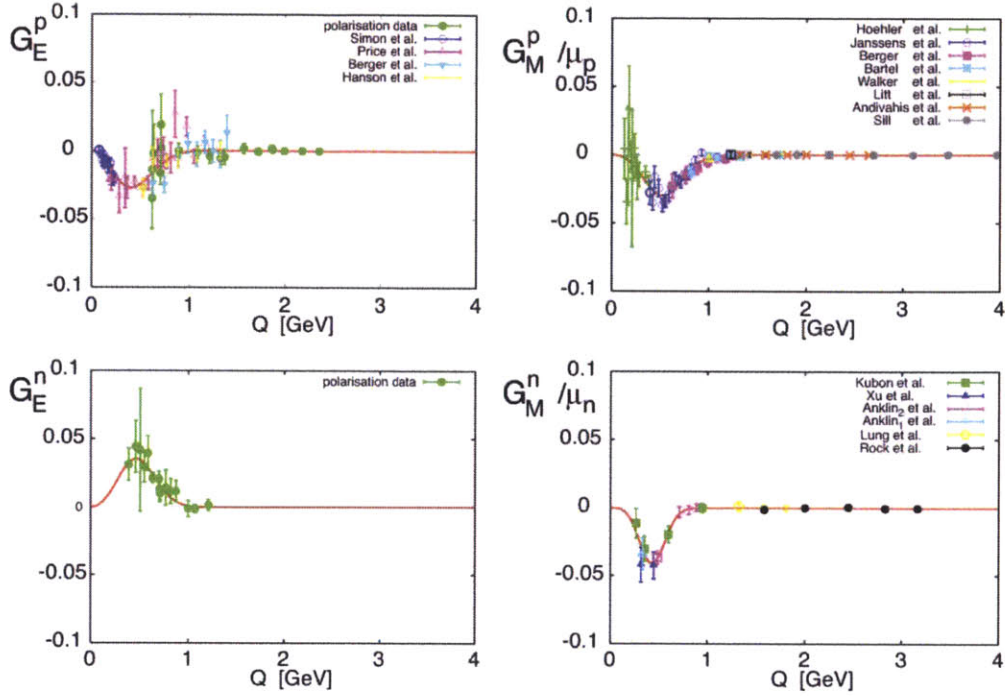 0.1
G_E^p
0.05
0
-0.05
-0.1
0 1 2 3 4
Q [GeV]
polarisation data
Simon et al.
Price et al.
Berger et al.
Hanson et al.
0.1
G_M^p/μ_p
0.05
0
-0.05
-0.1
0 1 2 3 4
Q [GeV]
Hoehler et al.
Janssens et al.
Berger et al.
Bartel et al.
Walker et al.
Litt et al.
Andivahis et al.
Sill et al.
0.1
G_E^n
0.05
0
-0.05
-0.1
0 1 2 3 4
Q [GeV]
polarisation data
0.1
G_M^n/μ_n
0.05
0
-0.05
-0.1
0 1 2 3 4
Q [GeV]
Kubon et al.
Xu et al.
Anklin₂ et al.
Anklin₁ et al.
Lung et al.
Rock et al.